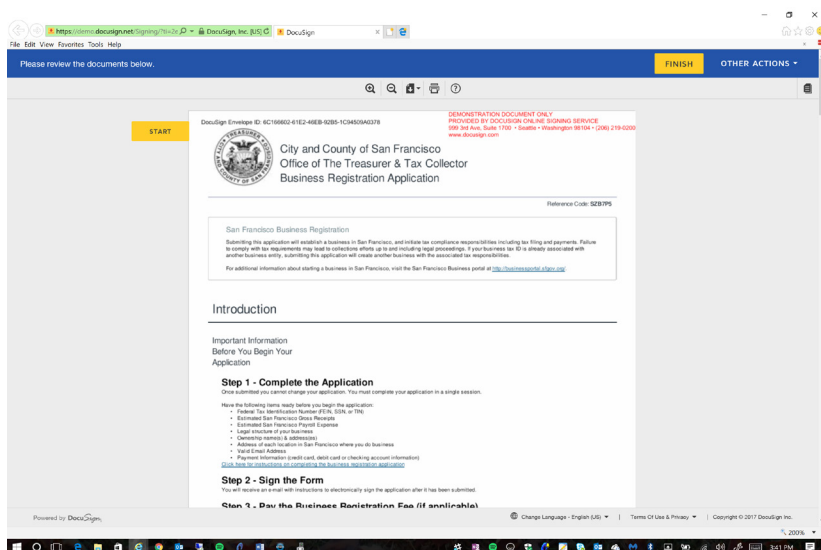 https://demo.docusign.net/Signing/?ti=2c
DocuSign, Inc. [US]
DocuSign
File Edit View Favorites Tools Help
Please review the documents below.
FINISH
OTHER ACTIONS
START
DocuSign Envelope ID: 6C168602-61E2-46EB-92B5-1C94509A0378
DEMONSTRATION DOCUMENT ONLY
PROVIDED BY DOCUSIGN ONLINE SIGNING SERVICE
999 3rd Ave, Suite 1700 • Seattle • Washington 98104 • (206) 219-0200
www.docusign.com
City and County of San Francisco
Office of The Treasurer & Tax Collector
Business Registration Application
Reference Code: SZB7P5
San Francisco Business Registration
Submitting this application will establish a business in San Francisco, and initiate tax compliance responsibilities including tax filing and payments. Failure
to comply with tax requirements may lead to collections efforts up to and including legal proceedings. If your business tax ID is already associated with
another business entity, submitting this application will create another business with the associated tax responsibilities.
For additional information about starting a business in San Francisco, visit the San Francisco Business portal at http://businessportal.sfgov.org/.
Introduction
Important Information
Before You Begin Your
Application
Step 1 - Complete the Application
Once submitted you cannot change your application. You must complete your application in a single session.
Have the following items ready before you begin the application:
• Federal Tax Identification Number (FEIN, SSN, or TIN)
• Estimated San Francisco Gross Receipts
• Estimated San Francisco Payroll Expense
• Legal structure of your business
• Ownership name(s) & address(es)
• Address of each location in San Francisco where you do business
• Valid Email Address
• Payment Information (credit card, debit card or checking account information)
Click here for instructions on completing the business registration application
Step 2 - Sign the Form
You will receive an e-mail with instructions to electronically sign the application after it has been submitted.
Step 3 - Pay the Business Registration Fee (if applicable)
Powered by DocuSign
Change Language - English (US)
Terms Of Use & Privacy
Copyright © 2017 DocuSign Inc.
200%
3:41 PM